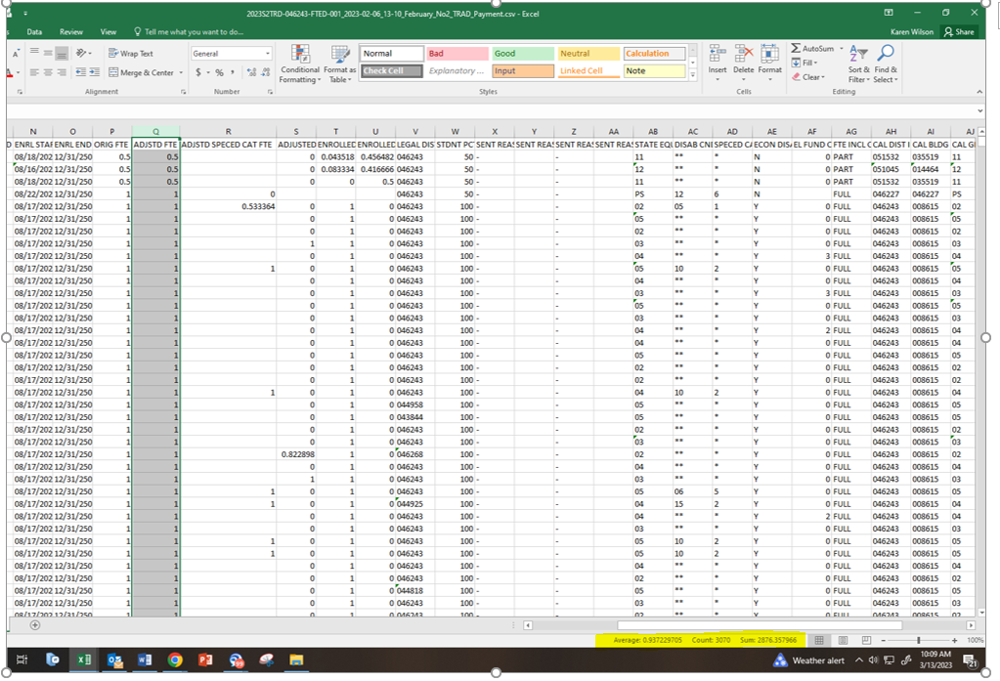 2023S2TRD-046243-FTED-001_2023-02-06_13-10_February_No2_TRAD_Payment.csv - Excel
Data Review View Tell me what you want to do... Karen Wilson Share
Wrap Text General Normal Bad Good Neutral Calculation AutoSum
Merge & Center $ % , Conditional Formatting Format as Table Check Cell Explanatory ... Input Linked Cell Note Insert Delete Format Fill Clear Sort & Filter Find & Select
Alignment Number Styles Cells Editing
N O P Q R S T U V W X Y Z AA AB AC AD AE AF AG AH AI AJ
ENRL STAF ENRL END ORIG FTE ADJSTD FTE ADJSTD SPECED CAT FTE ADJUSTED ENROLLED ENROLLED LEGAL DIS STDNT PCT SENT REAS SENT REAS SENT REAS SENT REAS STATE EQU DISAB CNI SPECED CA ECON DISA EL FUND C FTE INCL C CAL DIST I CAL BLDG CAL G
08/18/202 12/31/250 0.5 0.5 0 0.043518 0.456482 046243 50 - - 11 ** * N 0 PART 051532 035519 11
08/16/202 12/31/250 0.5 0.5 0 0.083334 0.416666 046243 50 - - 12 ** * N 0 PART 051045 014464 12
08/18/202 12/31/250 0.5 0.5 0 0 0.5 046243 50 - - 11 ** * N 0 PART 051532 035519 11
08/22/202 12/31/250 1 1 0 046243 50 - - PS 12 6 N FULL 046227 046227 PS
08/17/202 12/31/250 1 1 0.533364 0 1 0 046243 100 - - 02 05 1 Y 0 FULL 046243 008615 02
08/17/202 12/31/250 1 1 0 1 0 046243 100 - - 05 ** * Y 0 FULL 046243 008615 05
08/17/202 12/31/250 1 1 0 1 0 046243 100 - - 02 ** * Y 0 FULL 046243 008615 02
08/17/202 12/31/250 1 1 1 1 0 046243 100 - - 03 ** * Y 0 FULL 046243 008615 03
08/17/202 12/31/250 1 1 0 1 0 046243 100 - - 04 ** * Y 3 FULL 046243 008615 04
08/17/202 12/31/250 1 1 1 0 1 0 046243 100 - - 05 10 2 Y 0 FULL 046243 008615 05
08/17/202 12/31/250 1 1 0 1 0 046243 100 - - 04 ** * Y 0 FULL 046243 008615 04
08/17/202 12/31/250 1 1 0 1 0 046243 100 - - 03 ** * Y 3 FULL 046243 008615 03
08/17/202 12/31/250 1 1 0 1 0 046243 100 - - 05 ** * Y 0 FULL 046243 008615 05
08/17/202 12/31/250 1 1 0 1 0 046243 100 - - 03 ** * Y 0 FULL 046243 008615 03
08/17/202 12/31/250 1 1 0 1 0 046243 100 - - 04 ** * Y 2 FULL 046243 008615 04
08/17/202 12/31/250 1 1 0 1 0 046243 100 - - 04 ** * Y 0 FULL 046243 008615 04
08/17/202 12/31/250 1 1 0 1 0 046243 100 - - 05 ** * Y 0 FULL 046243 008615 05
08/17/202 12/31/250 1 1 0 1 0 046243 100 - - 02 ** * Y 0 FULL 046243 008615 02
08/17/202 12/31/250 1 1 0 1 0 046243 100 - - 02 ** * Y 0 FULL 046243 008615 02
08/17/202 12/31/250 1 1 1 0 1 0 046243 100 - - 04 10 2 Y 0 FULL 046243 008615 04
08/17/202 12/31/250 1 1 0 1 0 044958 100 - - 05 ** * Y 0 FULL 046243 008615 05
08/17/202 12/31/250 1 1 0 1 0 043844 100 - - 05 ** * Y 0 FULL 046243 008615 05
08/17/202 12/31/250 1 1 0 1 0 046243 100 - - 02 ** * Y 0 FULL 046243 008615 02
08/17/202 12/31/250 1 1 0 1 0 046243 100 - - 03 ** * Y 0 FULL 046243 008615 03
08/17/202 12/31/250 1 1 0.822898 1 0 046268 100 - - 02 ** * Y 0 FULL 046243 008615 02
08/17/202 12/31/250 1 1 0 1 0 046243 100 - - 04 ** * Y 0 FULL 046243 008615 04
08/17/202 12/31/250 1 1 1 1 0 046243 100 - - 03 ** * Y 0 FULL 046243 008615 03
08/17/202 12/31/250 1 1 1 0 1 0 046243 100 - - 05 06 5 Y 0 FULL 046243 008615 05
08/17/202 12/31/250 1 1 1 0 1 0 044925 100 - - 04 15 2 Y 0 FULL 046243 008615 04
08/17/202 12/31/250 1 1 0 1 0 046243 100 - - 04 ** * Y 2 FULL 046243 008615 04
08/17/202 12/31/250 1 1 0 1 0 046243 100 - - 03 ** * Y 0 FULL 046243 008615 03
08/17/202 12/31/250 1 1 1 0 1 0 046243 100 - - 05 10 2 Y 0 FULL 046243 008615 05
08/17/202 12/31/250 1 1 1 0 1 0 046243 100 - - 05 10 2 Y 0 FULL 046243 008615 05
08/17/202 12/31/250 1 1 0 1 0 046243 100 - - 04 ** * Y 0 FULL 046243 008615 04
08/17/202 12/31/250 1 1 0 1 0 046243 100 - - 02 ** * Y 0 FULL 046243 008615 02
08/17/202 12/31/250 1 1 0 1 0 044818 100 - - 05 ** * Y 0 FULL 046243 008615 05
08/17/202 12/31/250 1 1 0 1 0 046243 100 - - 03 ** * Y 0 FULL 046243 008615 03
08/17/202 12/31/250 1 1 0 1 0 046243 100 - - 02 ** * Y 0 FULL 046243 008615 02
Average: 0.937229705 Count: 3070 Sum: 2876.357966 100%
Weather alert 10:09 AM
3/13/2023 21